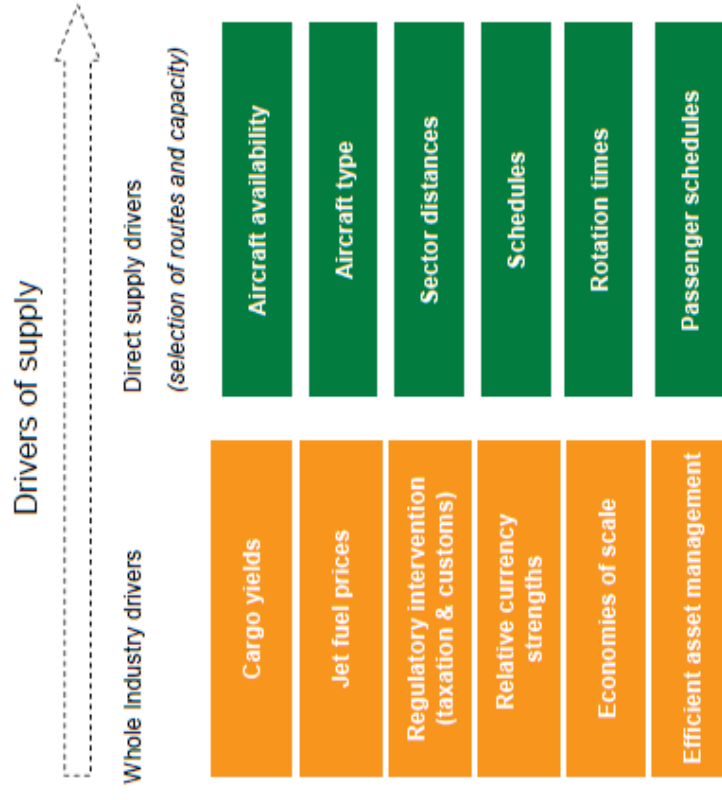 Drivers of supply
Whole Industry drivers
Cargo yields
Jet fuel prices
Regulatory intervention
(taxation & customs)
Relative currency
strengths
Economies of scale
Efficient asset management
Direct supply drivers
(selection of routes and capacity)
Aircraft availability
Aircraft type
Sector distances
Schedules
Rotation times
Passenger schedules